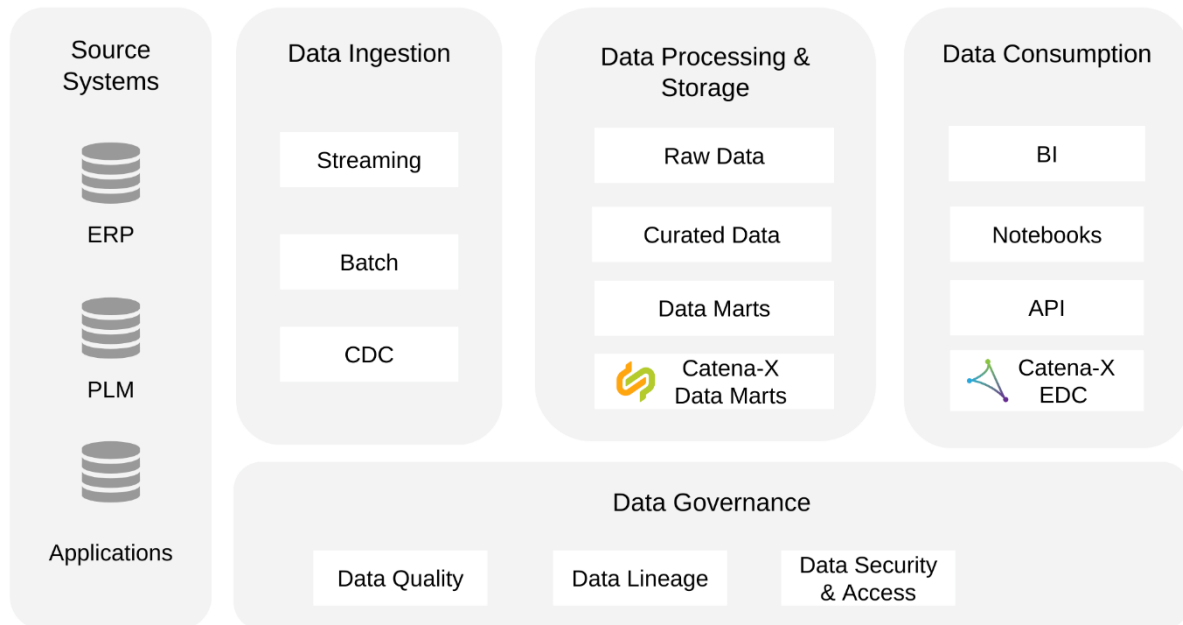 Source
Systems
ERP
PLM
Applications
Data Ingestion
Streaming
Batch
CDC
Data Processing &
Storage
Raw Data
Curated Data
Data Marts
Catena-X
Data Marts
Data Consumption
BI
Notebooks
API
Catena-X
EDC
Data Governance
Data Quality
Data Lineage
Data Security
& Access